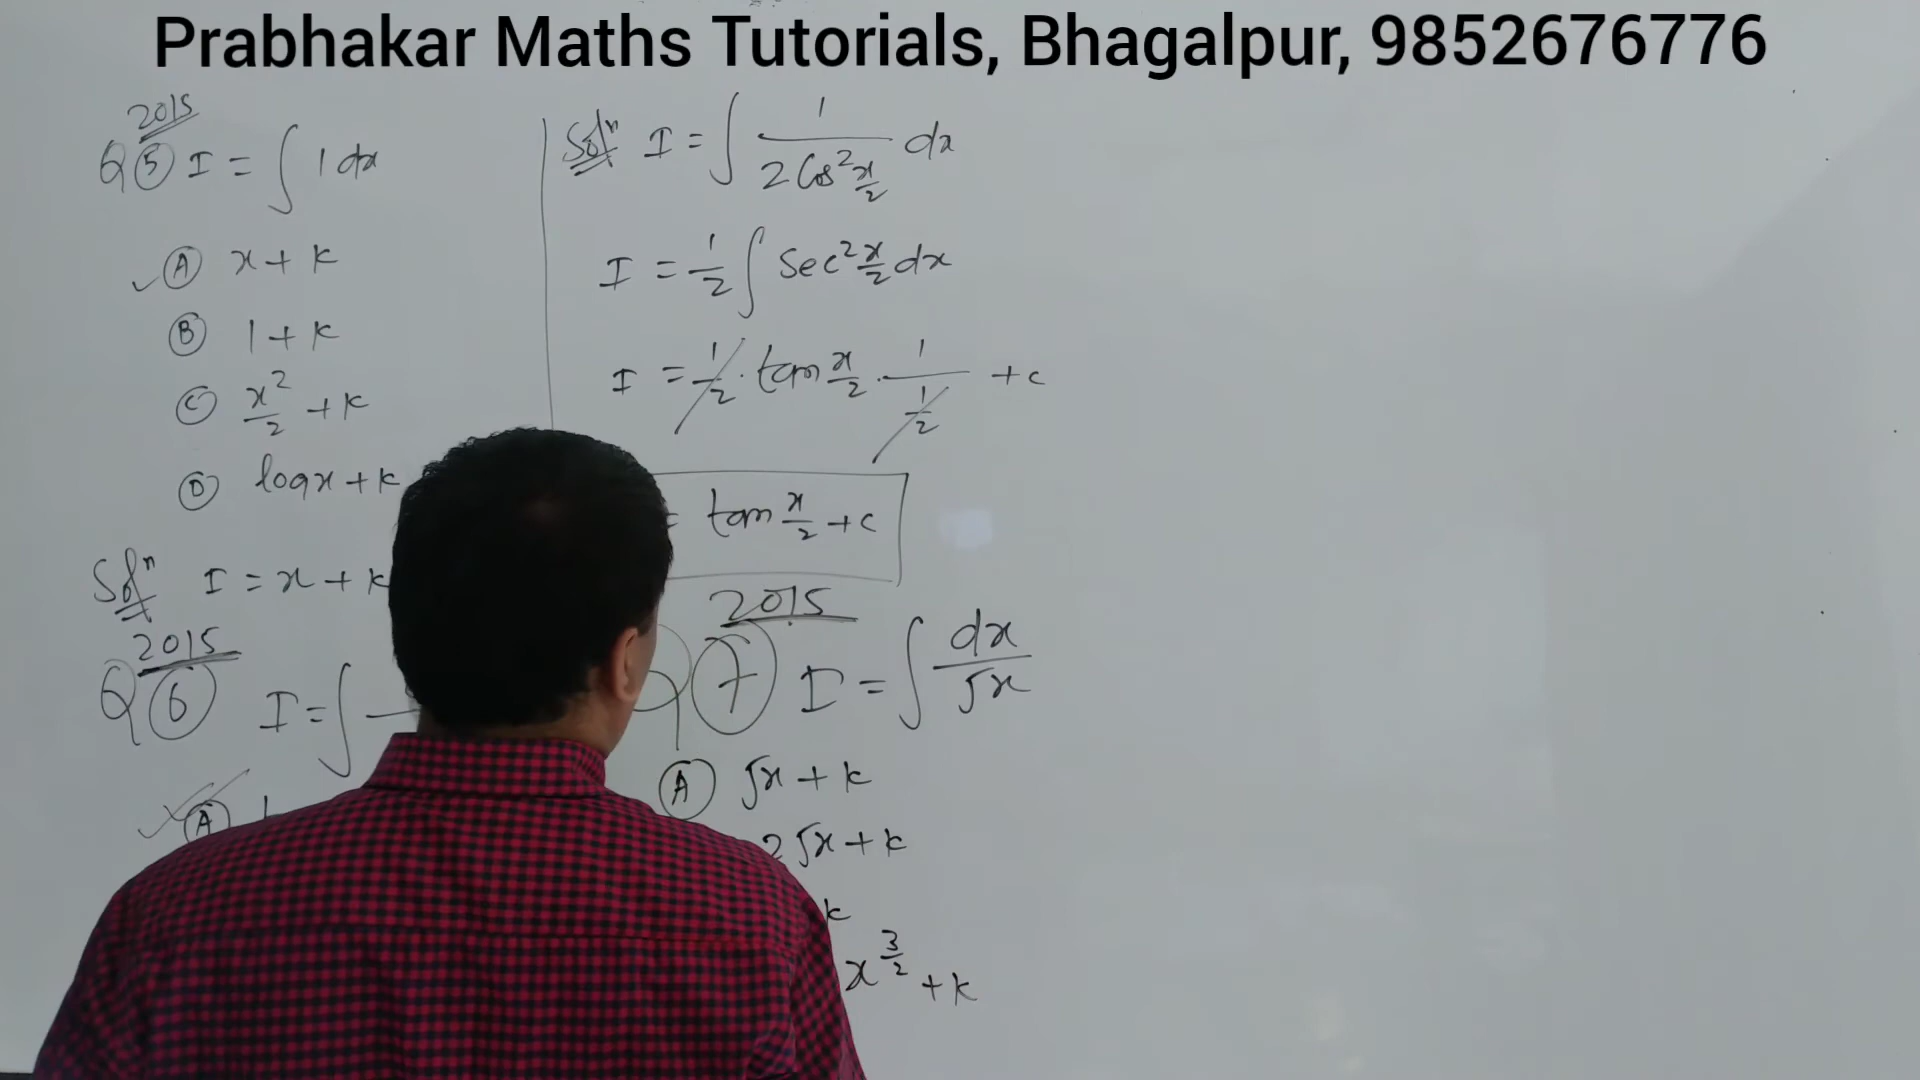 Prabhakar Maths Tutorials, Bhagalpur, 9852676776
2015
Q (5) I = ∫ 1 dx
(A) x + k
(B) 1 + k
(C) x²/2 + k
(D) log x + k
Solⁿ I = x + k
2015
Q (6) I = ∫
(A)
Solⁿ I = ∫ 1/(2 Cos² x/2) dx
I = 1/2 ∫ Sec² x/2 dx
I = 1/2 · tan x/2 · 1/(1/2) + c
= tan x/2 + c
2015
Q (7) I = ∫ dx/√x
(A) √x + k
2√x + k
k
x^(3/2) + k